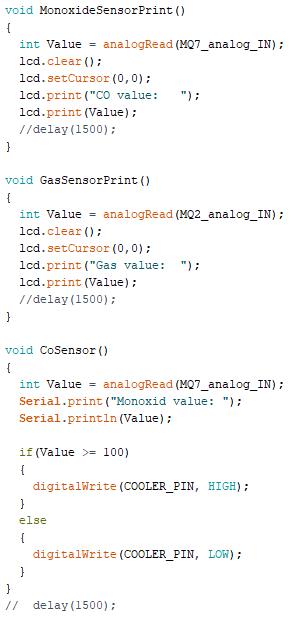 void MonoxideSensorPrint()
{
  int Value = analogRead(MQ7_analog_IN);
  lcd.clear();
  lcd.setCursor(0,0);
  lcd.print("CO value:   ");
  lcd.print(Value);
  //delay(1500);
}

void GasSensorPrint()
{
  int Value = analogRead(MQ2_analog_IN);
  lcd.clear();
  lcd.setCursor(0,0);
  lcd.print("Gas value:  ");
  lcd.print(Value);
  //delay(1500);
}

void CoSensor()
{
  int Value = analogRead(MQ7_analog_IN);
  Serial.print("Monoxid value: ");
  Serial.println(Value);

  if(Value >= 100)
  {
    digitalWrite(COOLER_PIN, HIGH);
  }
  else
  {
    digitalWrite(COOLER_PIN, LOW);
  }
}
//  delay(1500);